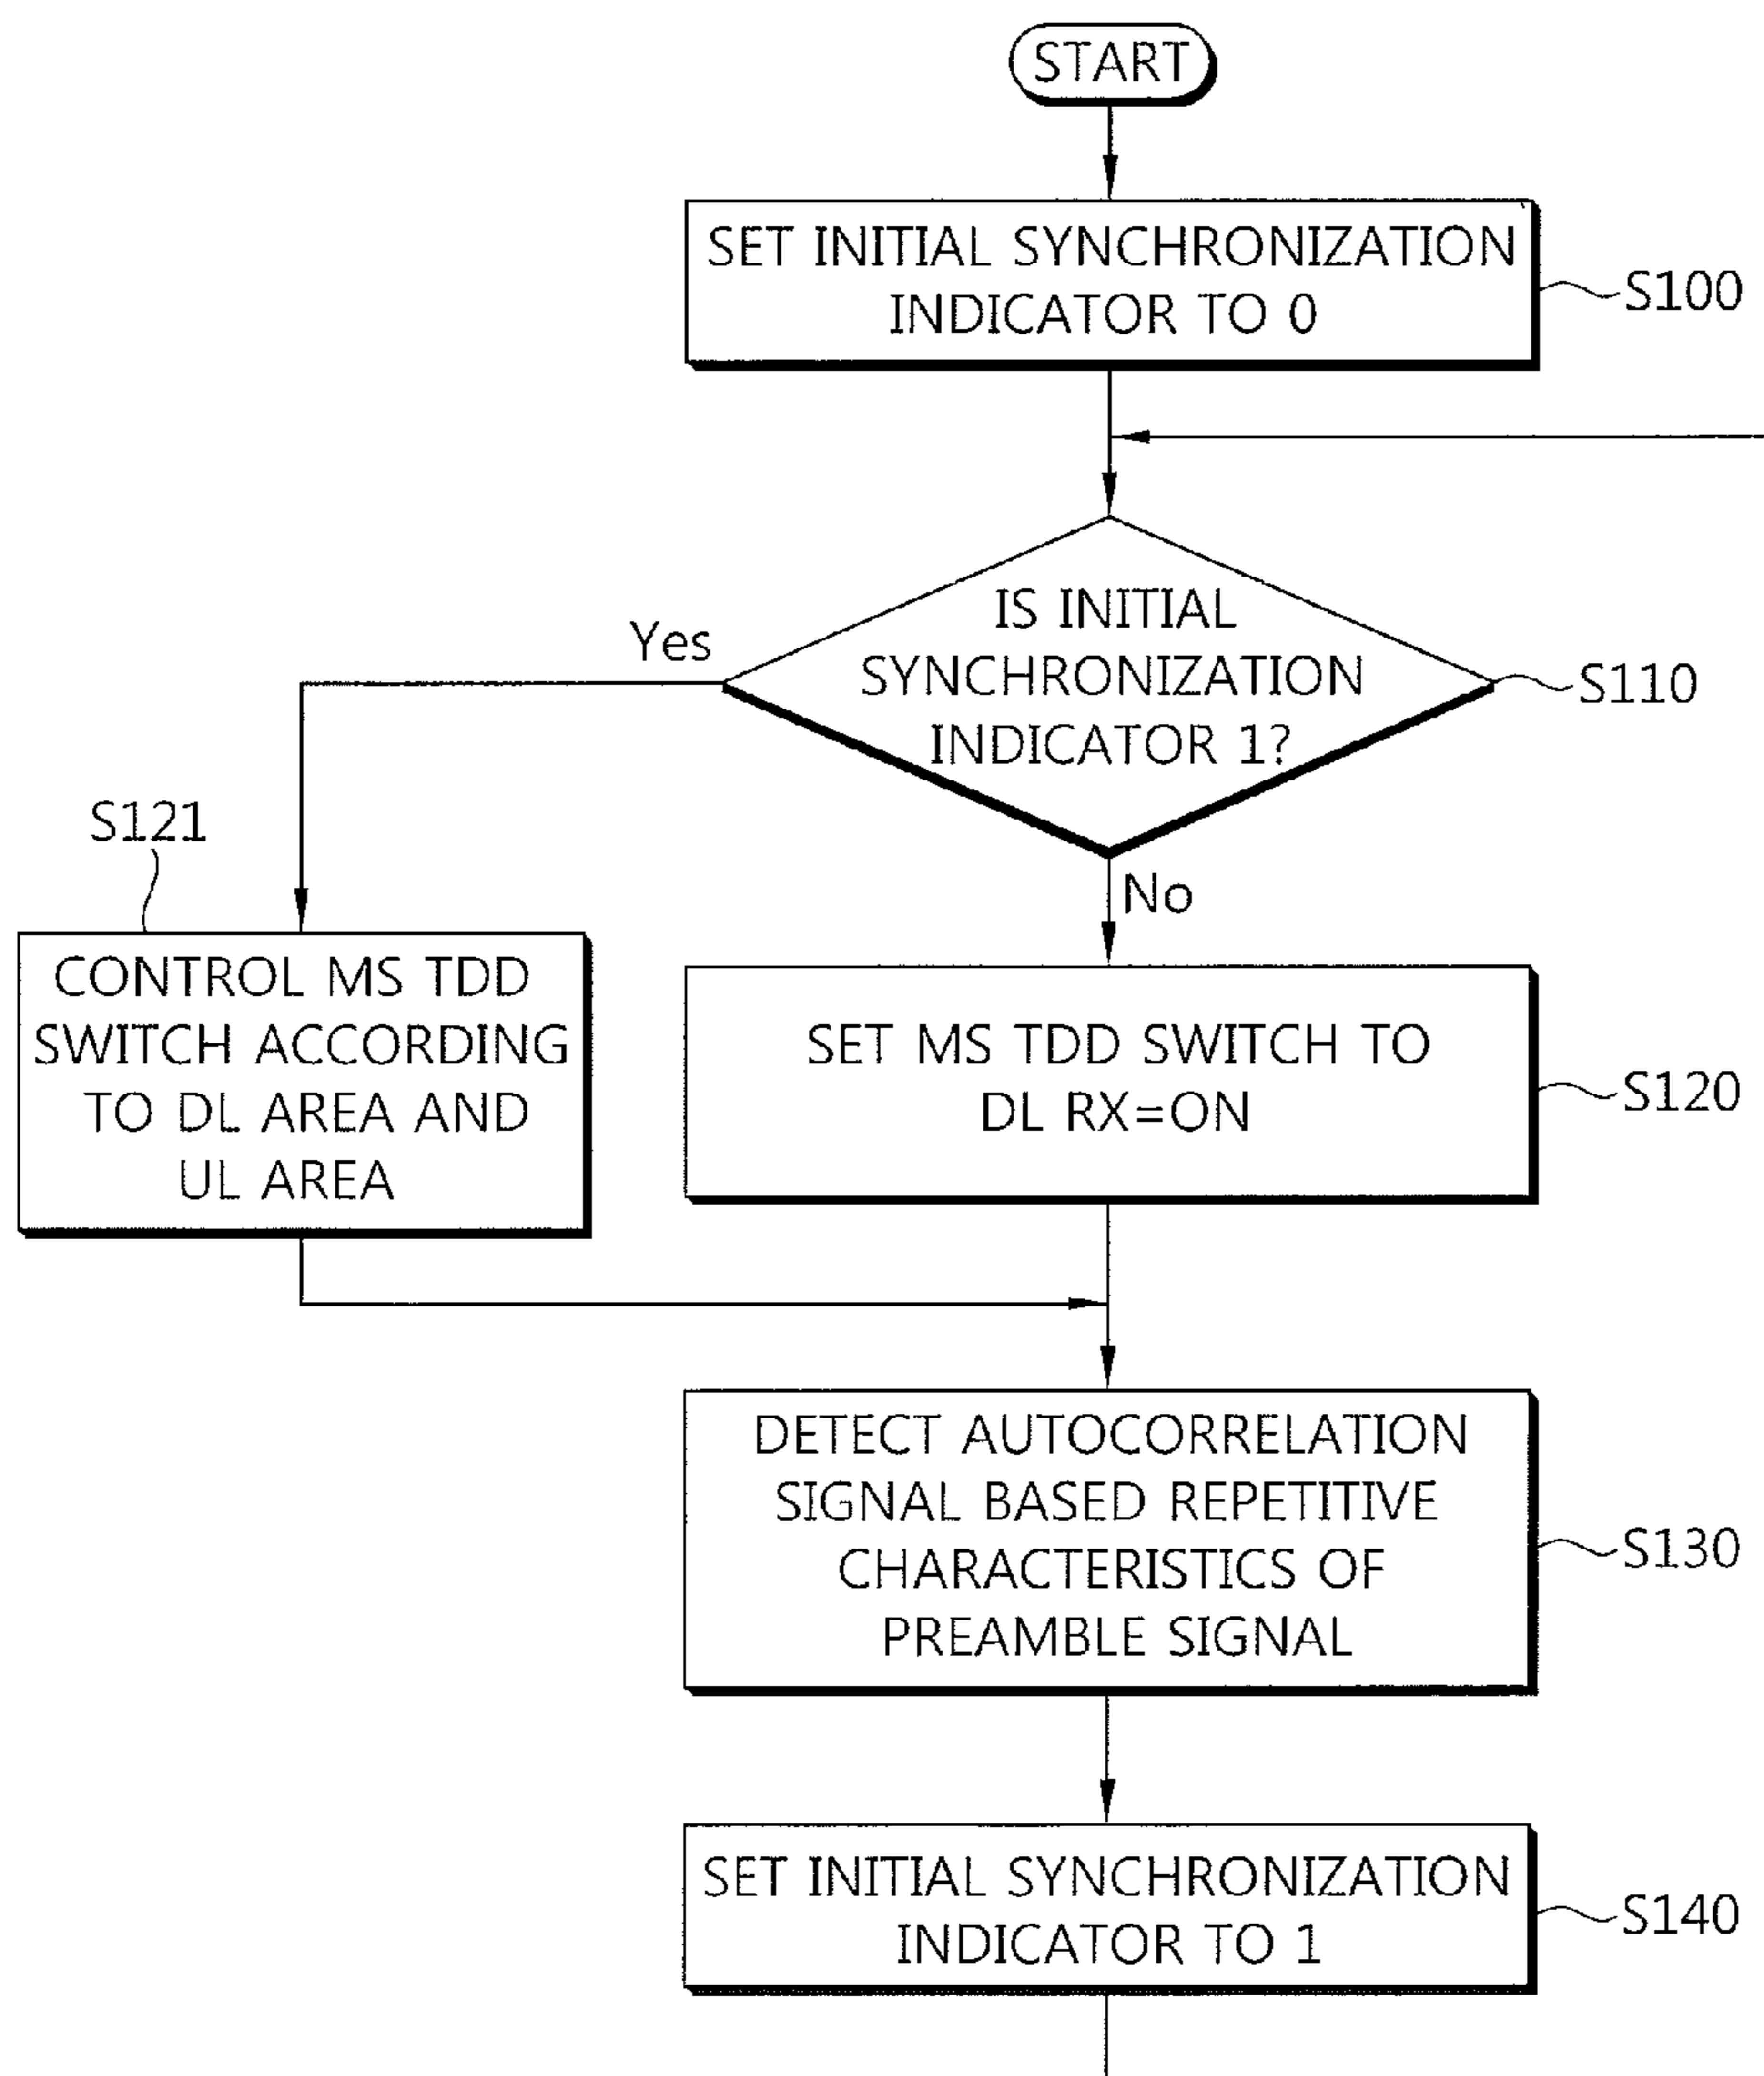 START
SET INITIAL SYNCHRONIZATION
INDICATOR TO 0
S100
IS INITIAL
SYNCHRONIZATION
INDICATOR 1?
S110
Yes
No
S121
CONTROL MS TDD
SWITCH ACCORDING
TO DL AREA AND
UL AREA
SET MS TDD SWITCH TO
DL RX=ON
S120
DETECT AUTOCORRELATION
SIGNAL BASED REPETITIVE
CHARACTERISTICS OF
PREAMBLE SIGNAL
S130
SET INITIAL SYNCHRONIZATION
INDICATOR TO 1
S140